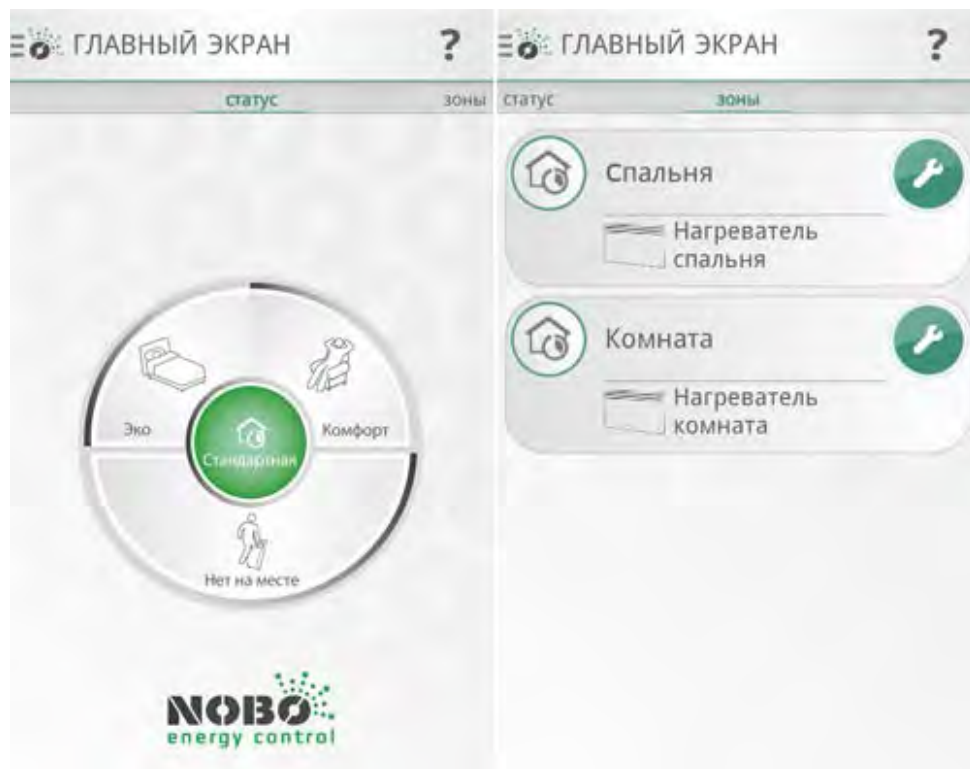 ГЛАВНЫЙ ЭКРАН ?
статус зоны
Эко
Комфорт
Стандартная
Нет на месте
NOBO
energy control
ГЛАВНЫЙ ЭКРАН ?
статус зоны
Спальня
Нагреватель
спальня
Комната
Нагреватель
комната